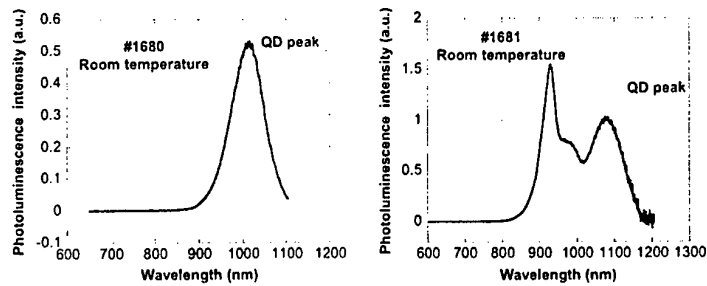 Photoluminescence intensity (a.u.)
0.6
0.5
0.4
0.3
0.2
0.1
0
-0.1
#1680
Room temperature
QD peak
600 700 800 900 1000 1100 1200
Wavelength (nm)
Photoluminescence intensity (a.u.)
2
1.5
1
0.5
0
#1681
Room temperature
QD peak
600 700 800 900 1000 1100 1200 1300
Wavelength (nm)